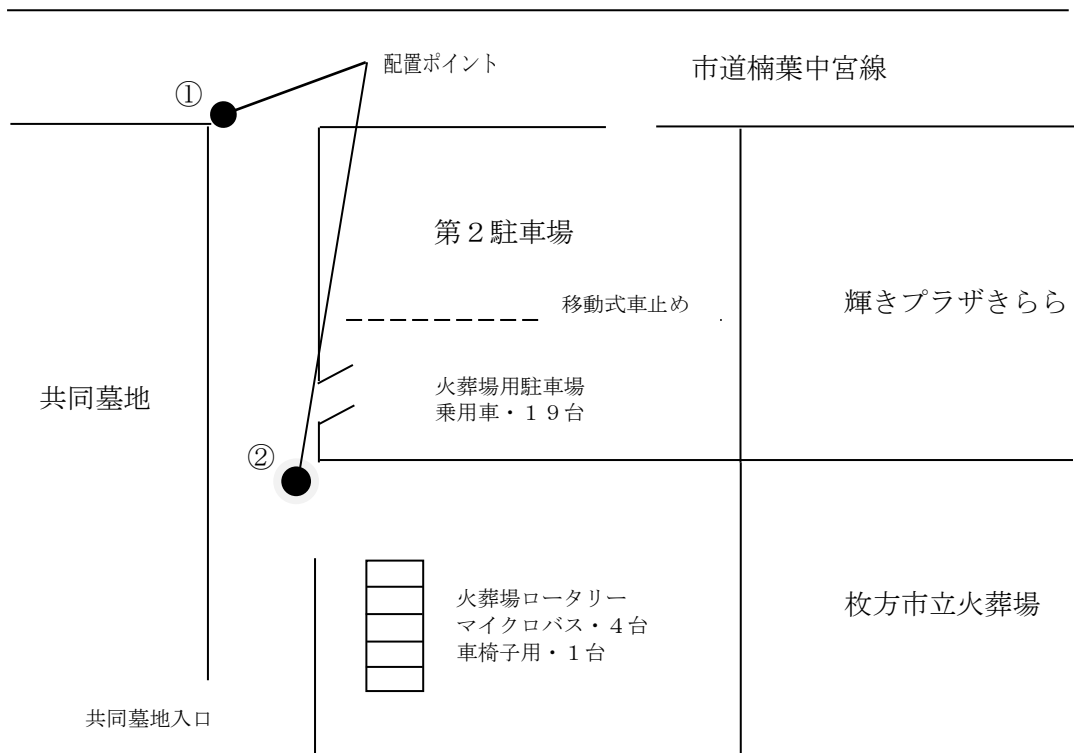 配置ポイント
市道楠葉中宮線
①
第２駐車場
移動式車止め
輝きプラザきらら
共同墓地
火葬場用駐車場
乗用車・１９台
②
火葬場ロータリー
マイクロバス・４台
車椅子用・１台
枚方市立火葬場
共同墓地入口